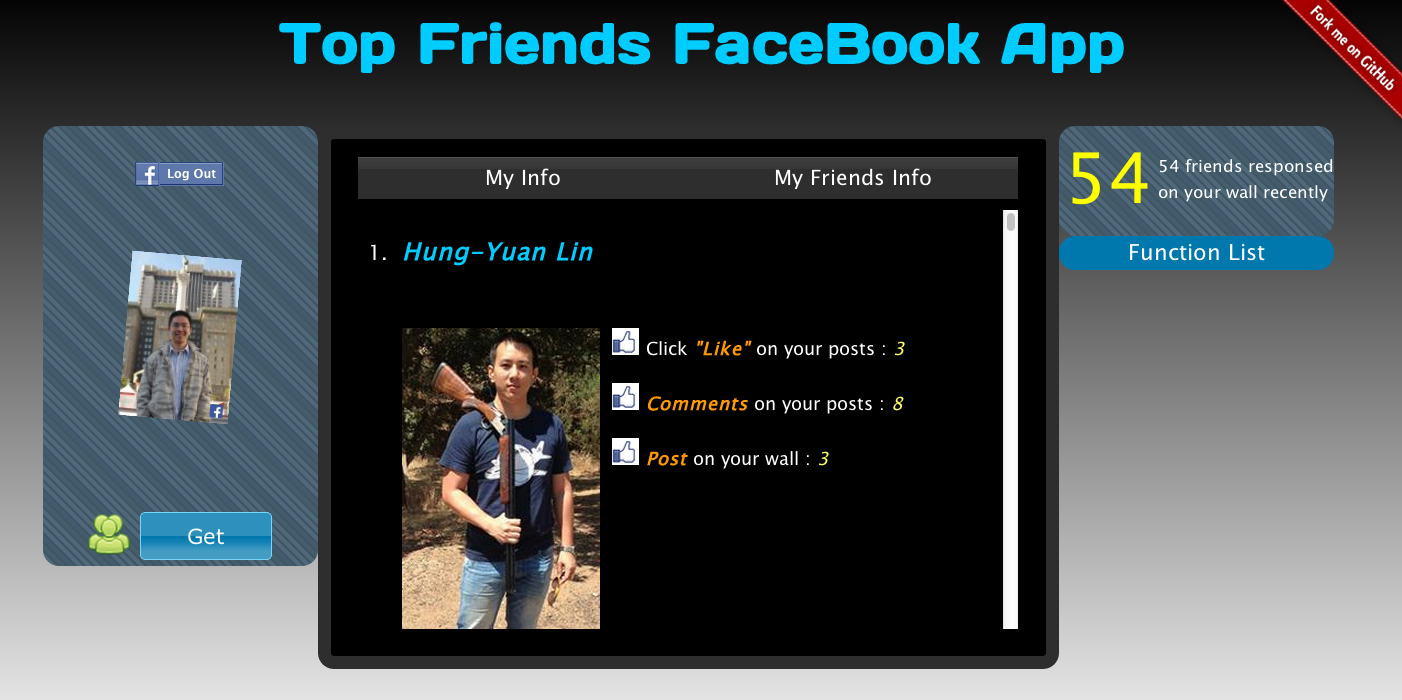 Top Friends FaceBook App
Fork me on GitHub
Log Out
Get
My Info
My Friends Info
1. Hung-Yuan Lin
Click "Like" on your posts : 3
Comments on your posts : 8
Post on your wall : 3
54
54 friends responsed
on your wall recently
Function List